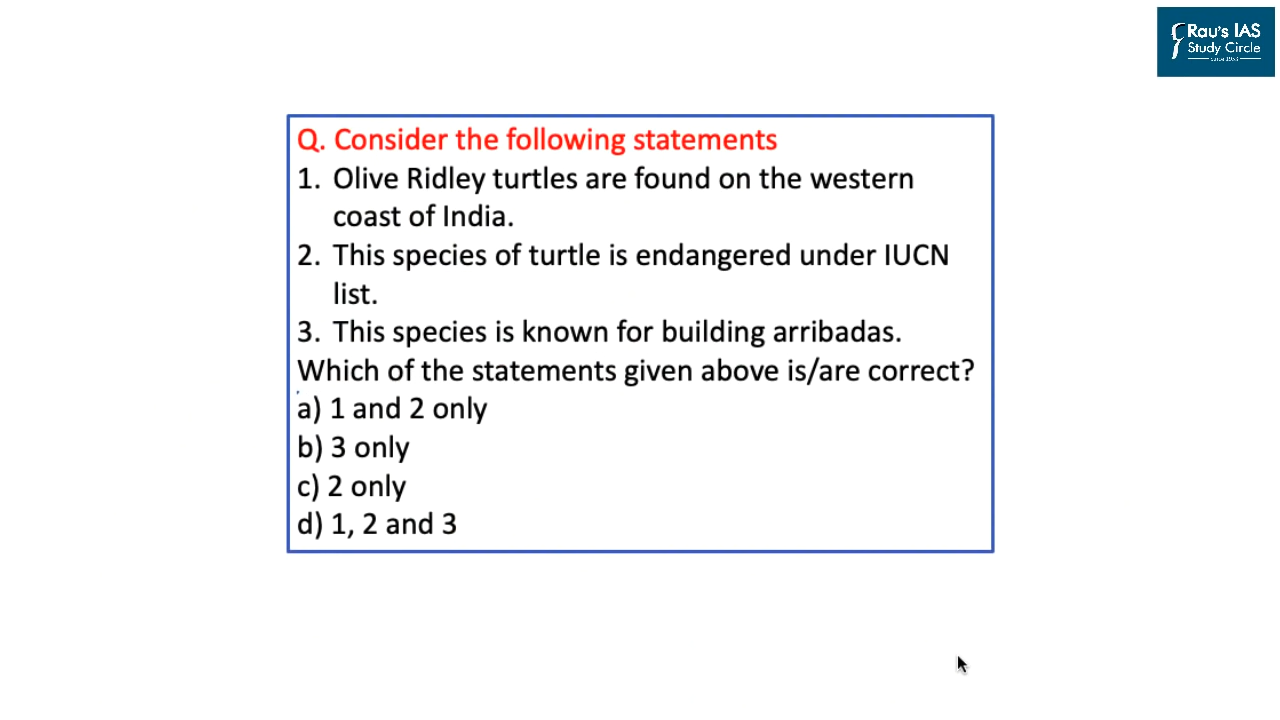 Rau's IAS
Study Circle
Q. Consider the following statements
1. Olive Ridley turtles are found on the western
coast of India.
2. This species of turtle is endangered under IUCN
list.
3. This species is known for building arribadas.
Which of the statements given above is/are correct?
a) 1 and 2 only
b) 3 only
c) 2 only
d) 1, 2 and 3